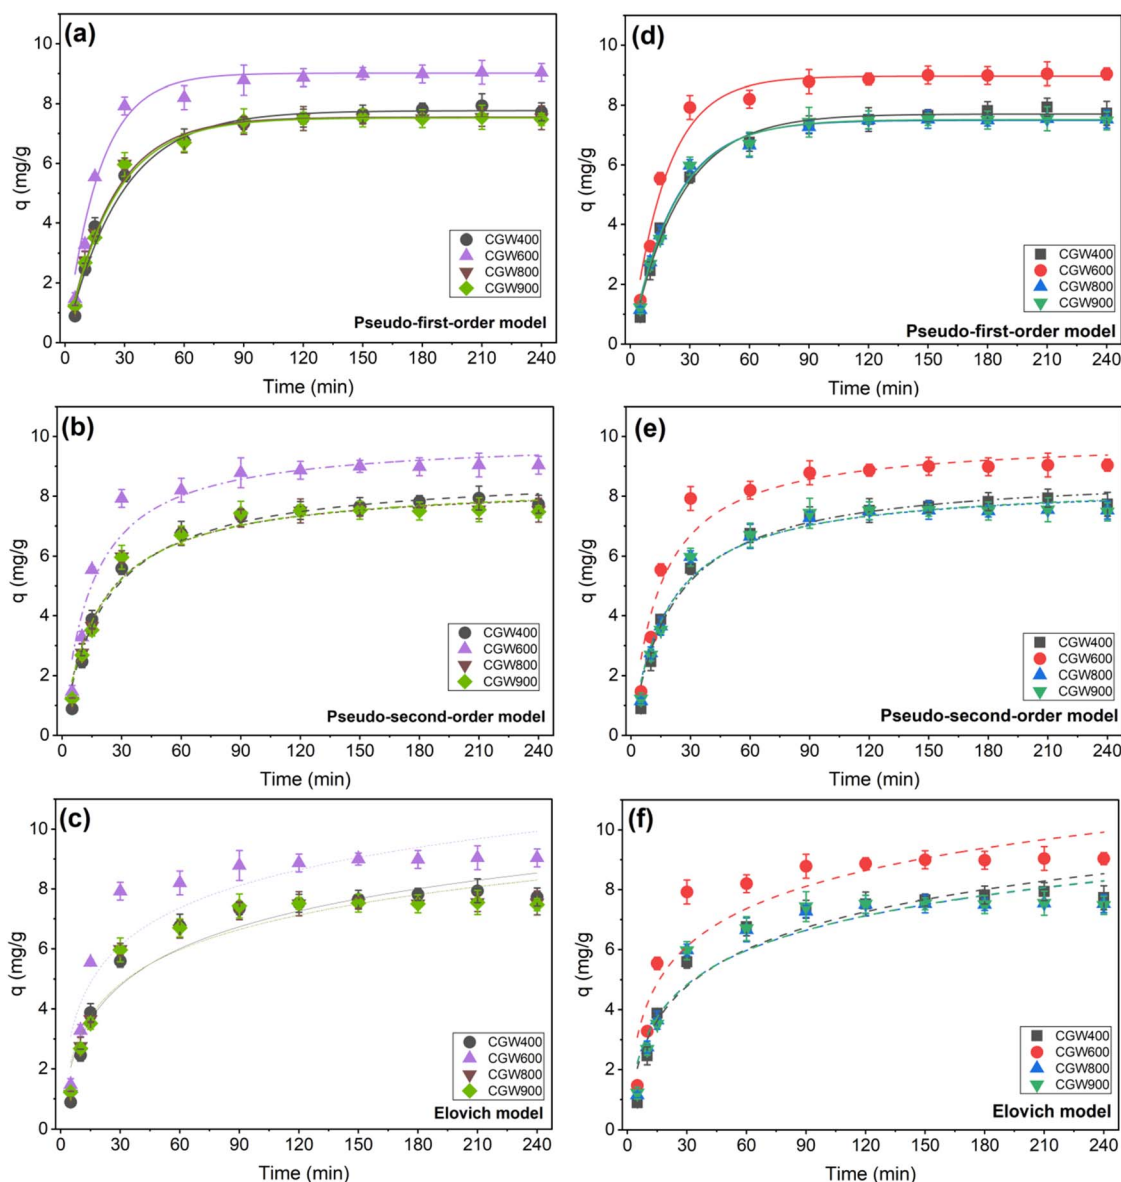 (a)
10
8
6
4
2
0
q (mg/g)
CGW400
CGW600
CGW800
CGW900
Pseudo-first-order model
0 30 60 90 120 150 180 210 240
Time (min)
(d)
10
8
6
4
2
0
q (mg/g)
CGW400
CGW600
CGW800
CGW900
Pseudo-first-order model
0 30 60 90 120 150 180 210 240
Time (min)
(b)
10
8
6
4
2
0
q (mg/g)
CGW400
CGW600
CGW800
CGW900
Pseudo-second-order model
0 30 60 90 120 150 180 210 240
Time (min)
(e)
10
8
6
4
2
0
q (mg/g)
CGW400
CGW600
CGW800
CGW900
Pseudo-second-order model
0 30 60 90 120 150 180 210 240
Time (min)
(c)
10
8
6
4
2
0
q (mg/g)
CGW400
CGW600
CGW800
CGW900
Elovich model
0 30 60 90 120 150 180 210 240
Time (min)
(f)
10
8
6
4
2
0
q (mg/g)
CGW400
CGW600
CGW800
CGW900
Elovich model
0 30 60 90 120 150 180 210 240
Time (min)